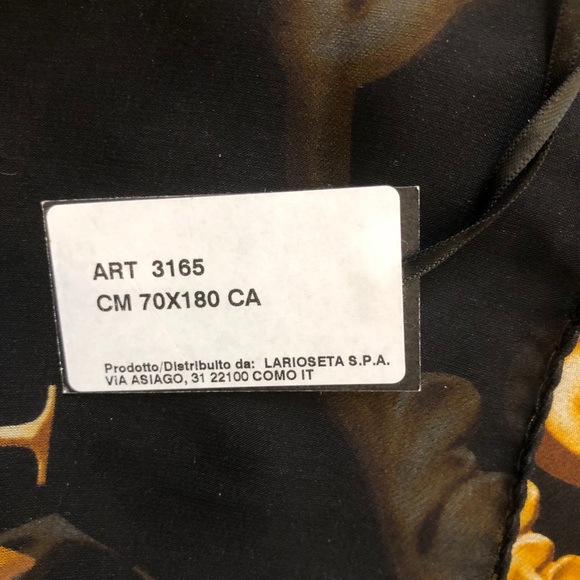 ART 3165
CM 70X180 CA
Prodotto/Distribuito da: LARIOSETA S.P.A.
VIA ASIAGO, 31 22100 COMO IT